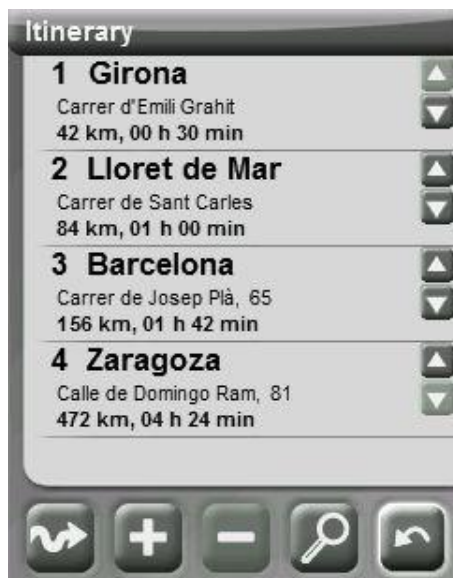 Itinerary
1 Girona
Carrer d'Emili Grahit
42 km, 00 h 30 min
2 Lloret de Mar
Carrer de Sant Carles
84 km, 01 h 00 min
3 Barcelona
Carrer de Josep Plà, 65
156 km, 01 h 42 min
4 Zaragoza
Calle de Domingo Ram, 81
472 km, 04 h 24 min